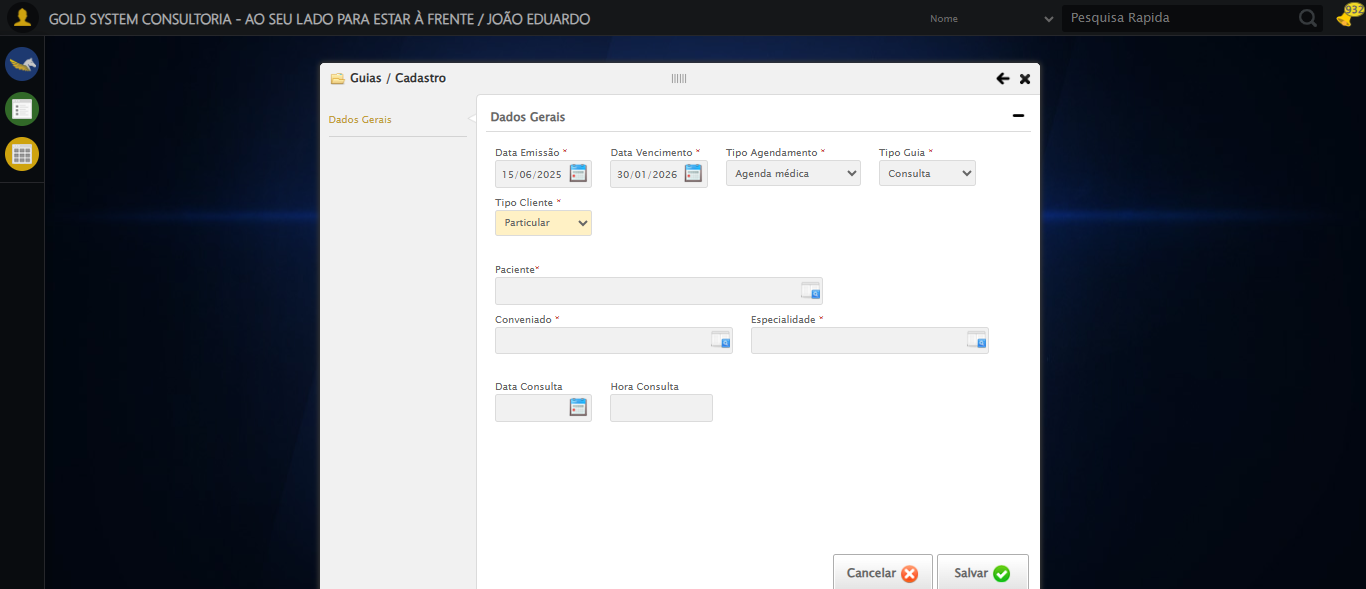 GOLD SYSTEM CONSULTORIA - AO SEU LADO PARA ESTAR À FRENTE / JOÃO EDUARDO
Nome
Pesquisa Rapida
932
Guias / Cadastro
Dados Gerais
Dados Gerais
Data Emissão * Data Vencimento * Tipo Agendamento * Tipo Guia *
15/06/2025 30/01/2026 Agenda médica Consulta
Tipo Cliente *
Particular
Paciente*
Conveniado * Especialidade *
Data Consulta Hora Consulta
Cancelar Salvar